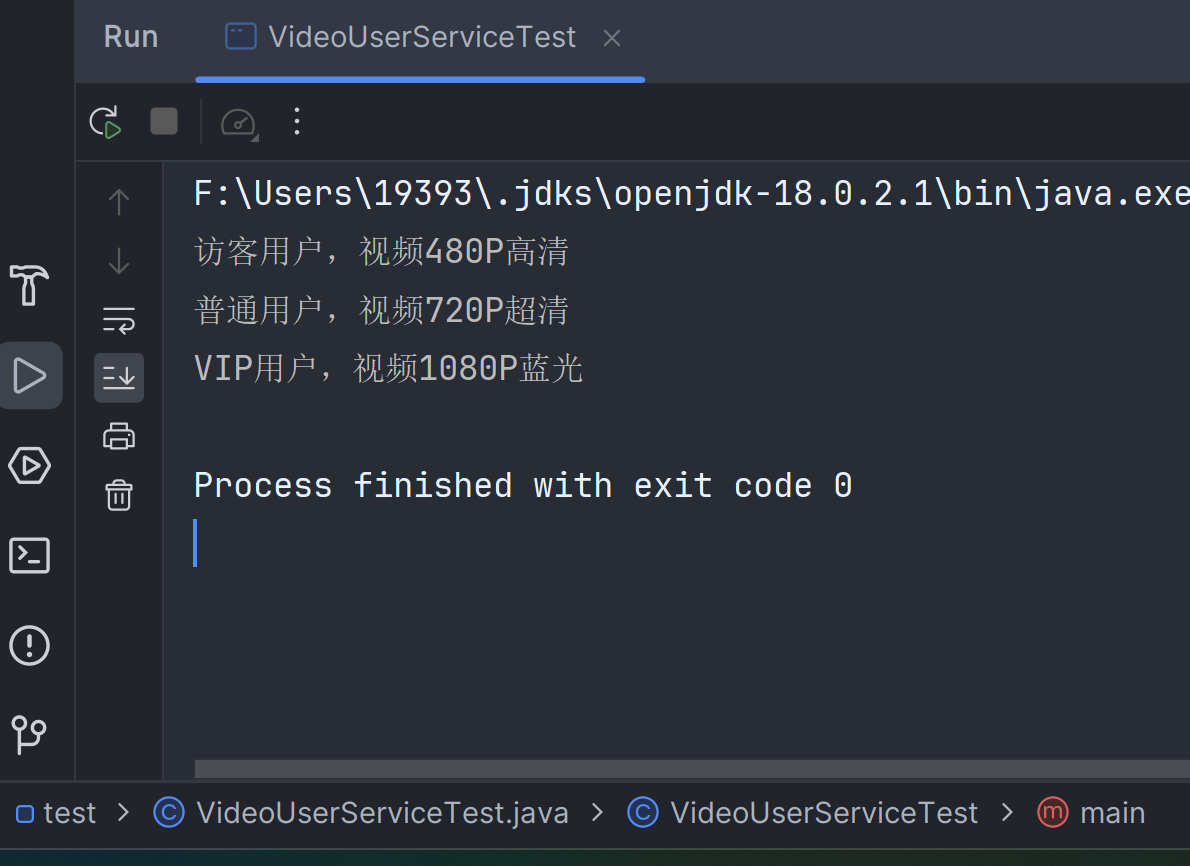 Run VideoUserServiceTest
F:\Users\19393\.jdks\openjdk-18.0.2.1\bin\java.exe
访客用户，视频480P高清
普通用户，视频720P超清
VIP用户，视频1080P蓝光
Process finished with exit code 0
test > VideoUserServiceTest.java > VideoUserServiceTest > main